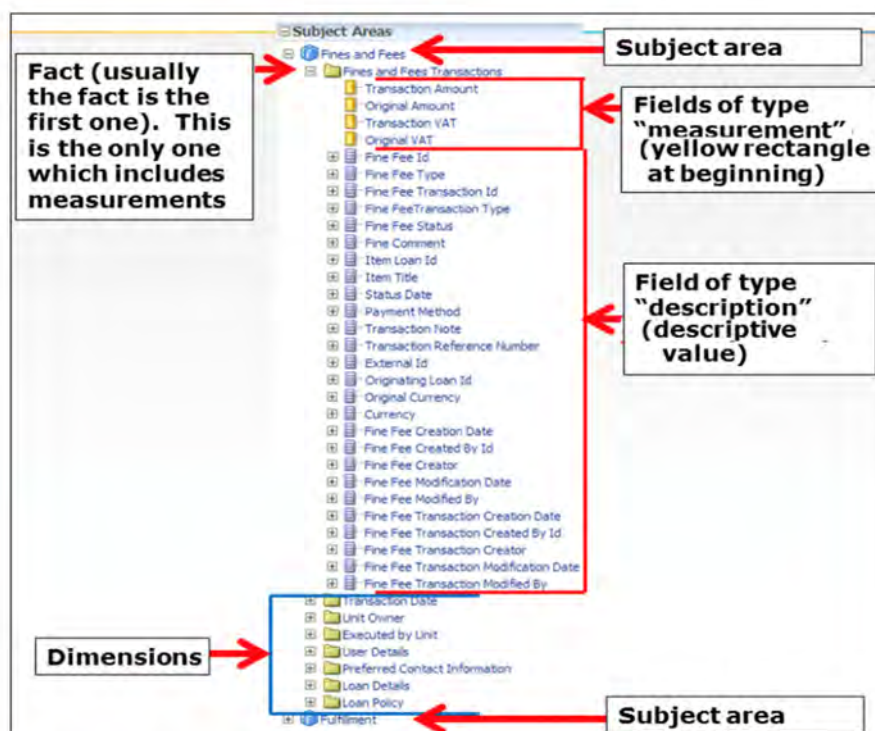 Subject Areas
Fines and Fees
Subject area
Fact (usually
the fact is the
first one). This
is the only one
which includes
measurements
Fines and Fees Transactions
Transaction Amount
Original Amount
Transaction VAT
Original VAT
Fields of type
“measurement”
(yellow rectangle
at beginning)
Fine Fee Id
Fine Fee Type
Fine Fee Transaction Id
Fine FeeTransaction Type
Fine Fee Status
Fine Comment
Item Loan Id
Item Title
Status Date
Payment Method
Transaction Note
Transaction Reference Number
External Id
Originating Loan Id
Original Currency
Currency
Fine Fee Creation Date
Fine Fee Created By Id
Fine Fee Creator
Fine Fee Modification Date
Fine Fee Modified By
Fine Fee Transaction Creation Date
Fine Fee Transaction Created By Id
Fine Fee Transaction Creator
Fine Fee Transaction Modification Date
Fine Fee Transaction Modified By
Field of type
“description”
(descriptive
value)
Dimensions
Transaction Date
Unit Owner
Executed by Unit
User Details
Preferred Contact Information
Loan Details
Loan Policy
Fulfillment
Subject area